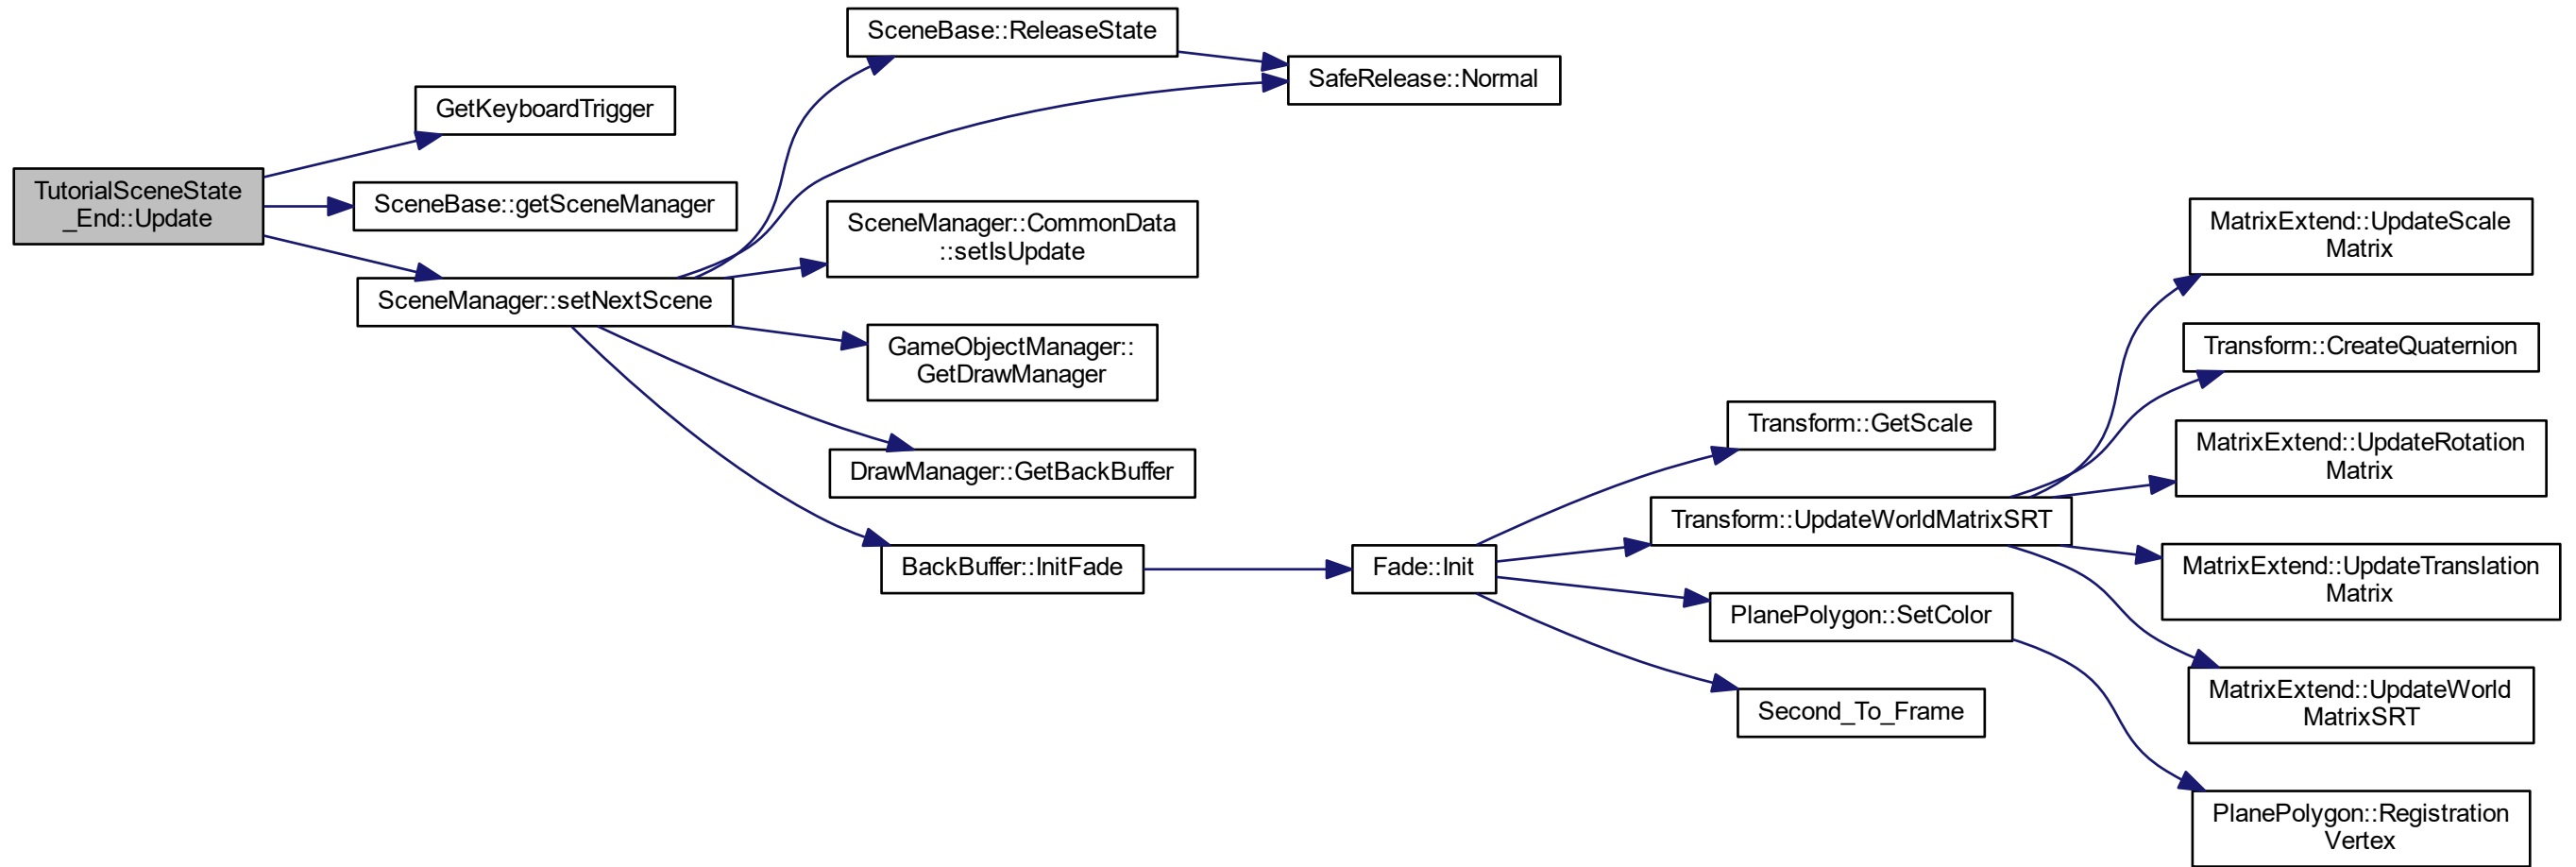 SceneBase::ReleaseState
SafeRelease::Normal
GetKeyboardTrigger
TutorialSceneState
_End::Update
SceneBase::getSceneManager
SceneManager::CommonData
::setIsUpdate
MatrixExtend::UpdateScale
Matrix
SceneManager::setNextScene
GameObjectManager::
GetDrawManager
Transform::CreateQuaternion
Transform::GetScale
MatrixExtend::UpdateRotation
Matrix
DrawManager::GetBackBuffer
Transform::UpdateWorldMatrixSRT
BackBuffer::InitFade
Fade::Init
MatrixExtend::UpdateTranslation
Matrix
PlanePolygon::SetColor
MatrixExtend::UpdateWorld
MatrixSRT
Second_To_Frame
PlanePolygon::Registration
Vertex